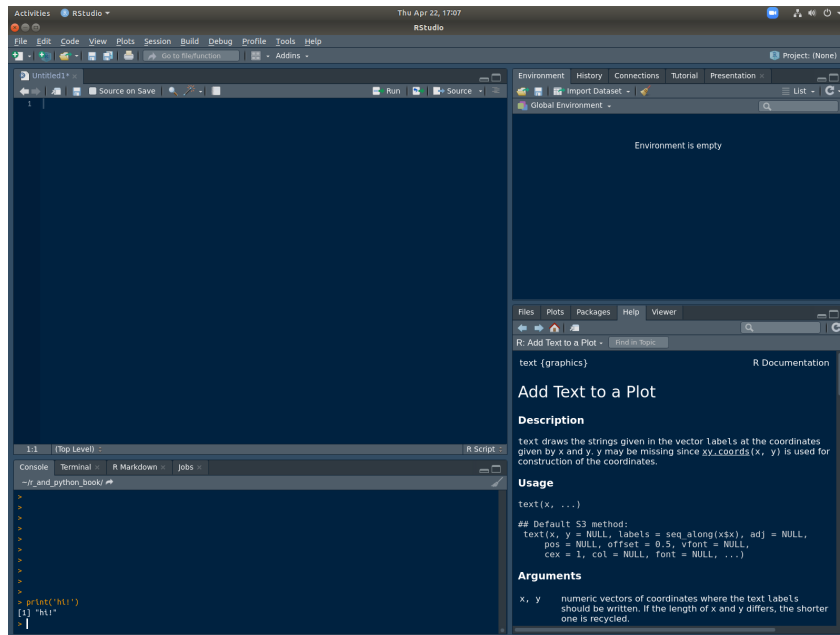 Activities RStudio Thu Apr 22, 17:07
RStudio
File Edit Code View Plots Session Build Debug Profile Tools Help
Go to file/function Addins Project: (None)
Untitled1*
Source on Save Run Source
1
1:1 (Top Level) R Script
Console Terminal R Markdown Jobs
~/r_and_python_book/
>
>
>
>
>
>
>
>
>
>
> print('hi!')
[1] "hi!"
>
Environment History Connections Tutorial Presentation
Import Dataset List
Global Environment
Environment is empty
Files Plots Packages Help Viewer
R: Add Text to a Plot Find in Topic
text {graphics} R Documentation
Add Text to a Plot
Description
text draws the strings given in the vector labels at the coordinates
given by x and y. y may be missing since xy.coords(x, y) is used for
construction of the coordinates.
Usage
text(x, ...)
## Default S3 method:
text(x, y = NULL, labels = seq_along(x$x), adj = NULL,
pos = NULL, offset = 0.5, vfont = NULL,
cex = 1, col = NULL, font = NULL, ...)
Arguments
x, y numeric vectors of coordinates where the text labels
should be written. If the length of x and y differs, the shorter
one is recycled.